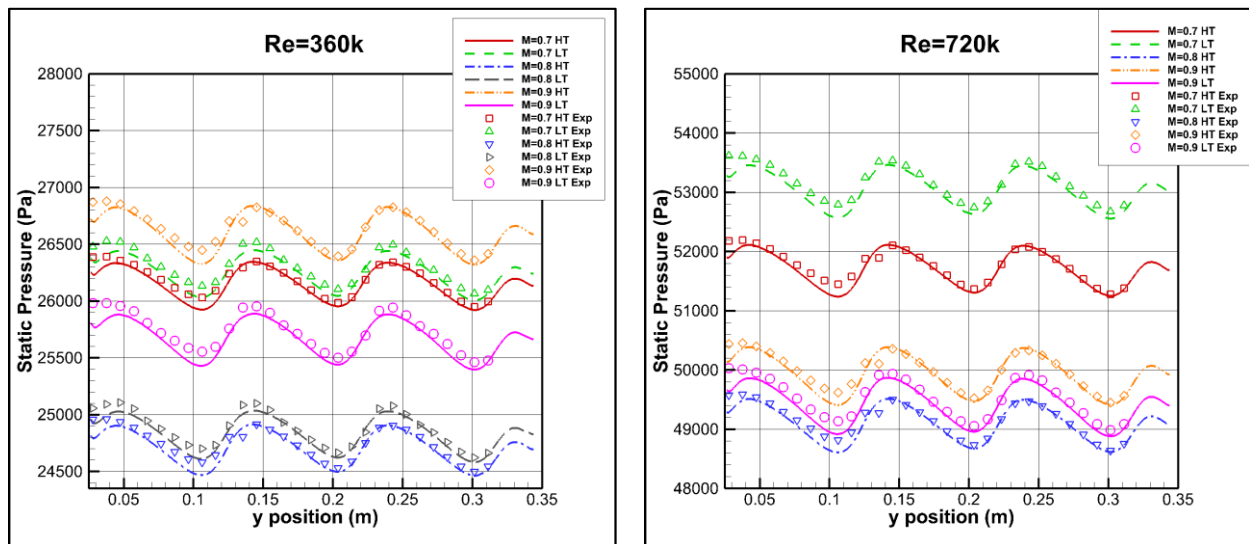 Re=360k
M=0.7 HT
M=0.7 LT
M=0.8 HT
M=0.8 LT
M=0.9 HT
M=0.9 LT
M=0.7 HT Exp
M=0.7 LT Exp
M=0.8 HT Exp
M=0.8 LT Exp
M=0.9 HT Exp
M=0.9 LT Exp
Static Pressure (Pa)
28000
27500
27000
26500
26000
25500
25000
24500
0.05
0.1
0.15
0.2
0.25
0.3
0.35
y position (m)
Re=720k
M=0.7 HT
M=0.7 LT
M=0.8 HT
M=0.9 HT
M=0.9 LT
M=0.7 HT Exp
M=0.7 LT Exp
M=0.8 HT Exp
M=0.9 HT Exp
M=0.9 LT Exp
Static Pressure (Pa)
55000
54000
53000
52000
51000
50000
49000
48000
0.05
0.1
0.15
0.2
0.25
0.3
0.35
y position (m)